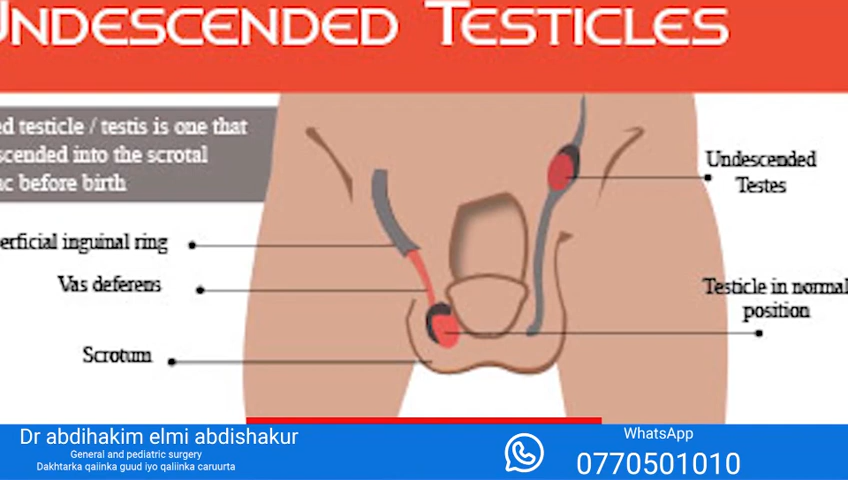 UNDESCENDED TESTICLES
ed testicle / testis is one that
scended into the scrotal
ac before birth
Undescended
Testes
erficial inguinal ring
Vas deferens
Testicle in normal
position
Scrotum
Dr abdihakim elmi abdishakur
General and pediatric surgery
Dakhtarka qaliinka guud iyo qaliinka caruurta
WhatsApp
0770501010